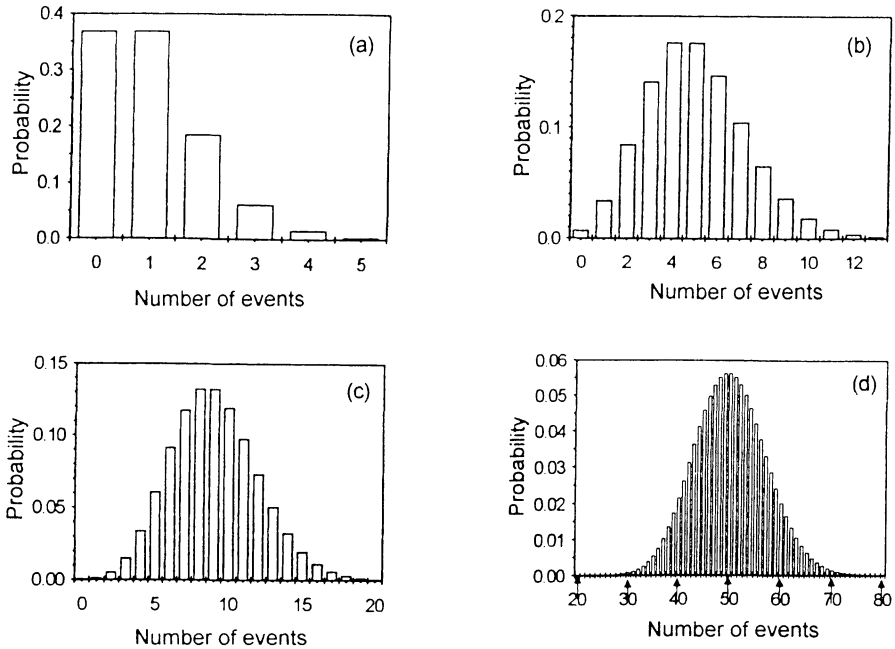 (a)
0.4
0.3
0.2
0.1
0.0
Probability
0 1 2 3 4 5
Number of events
(b)
0.2
0.1
0.0
Probability
0 2 4 6 8 10 12
Number of events
(c)
0.15
0.10
0.05
0.00
Probability
0 5 10 15 20
Number of events
(d)
0.06
0.05
0.04
0.03
0.02
0.01
0.00
Probability
20 30 40 50 60 70 80
Number of events